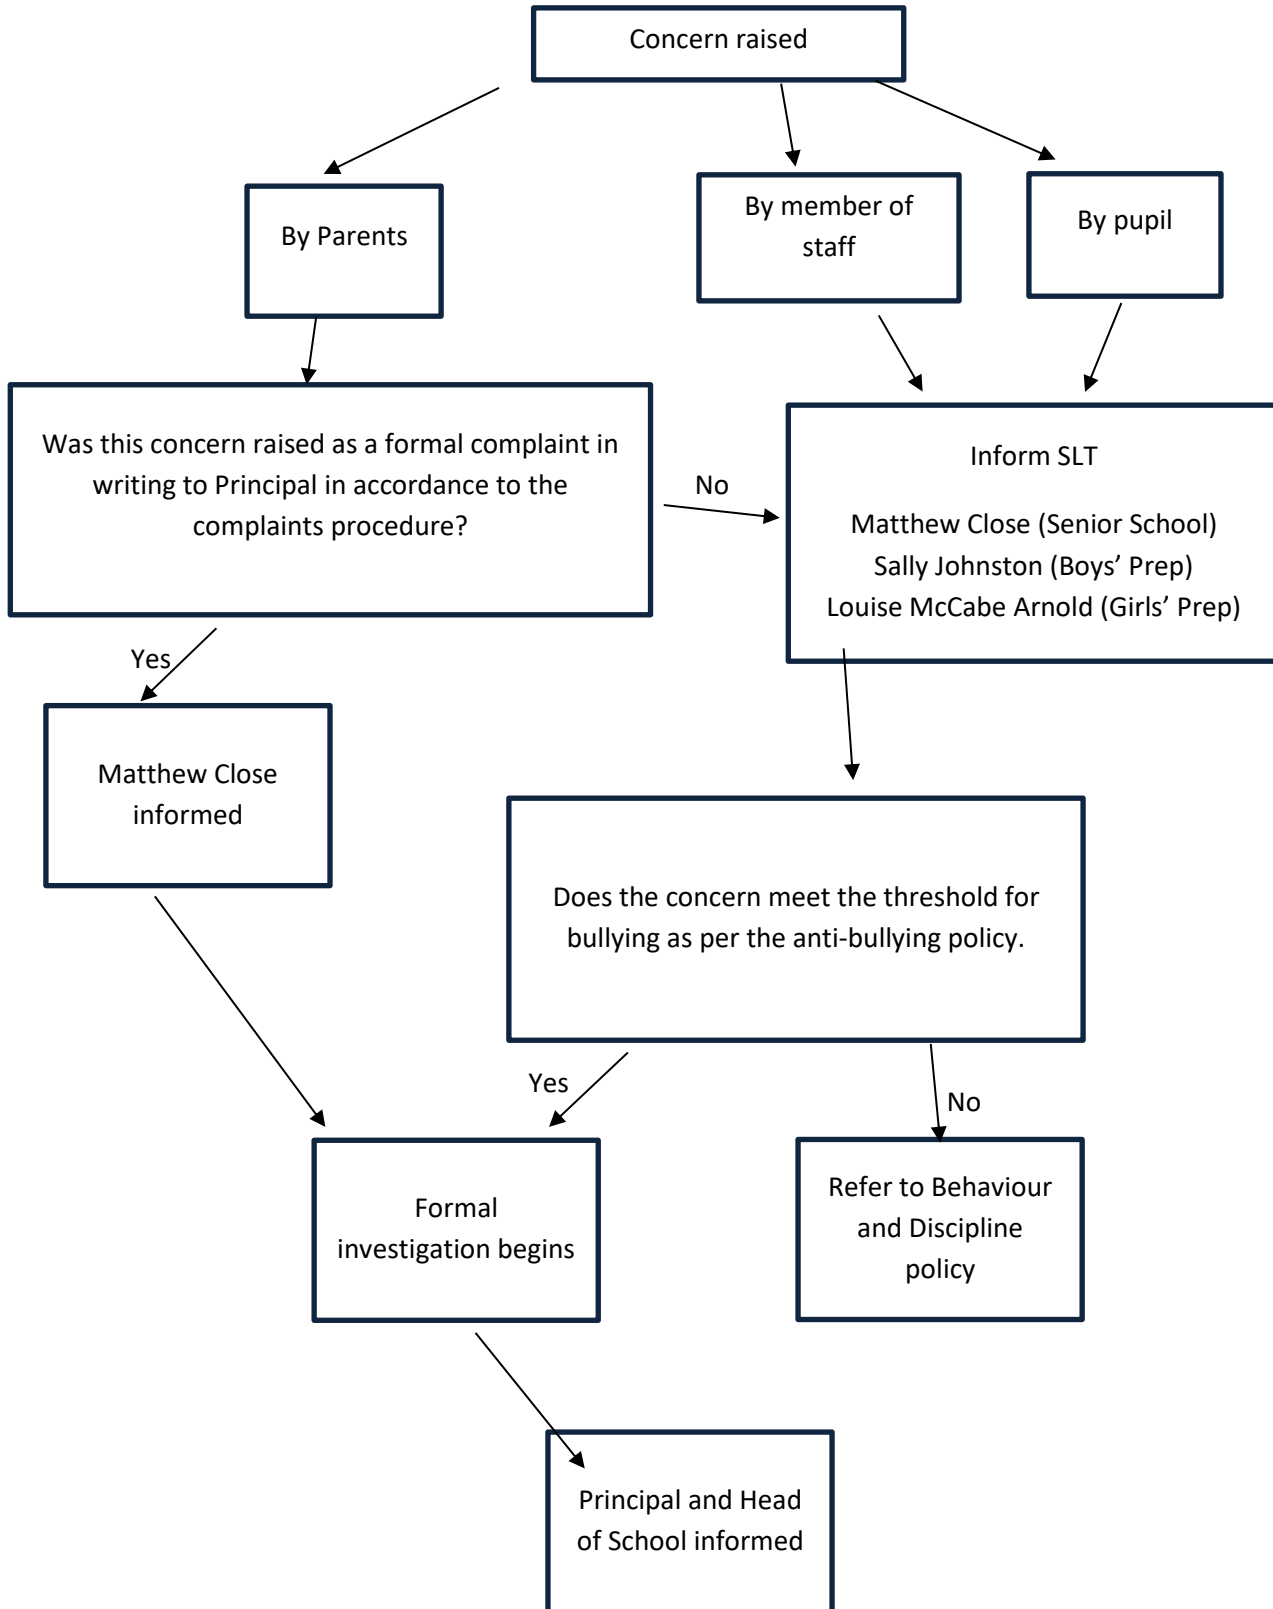 Concern raised
By Parents
By member of
staff
By pupil
Was this concern raised as a formal complaint in
writing to Principal in accordance to the
complaints procedure?
No
Inform SLT
Matthew Close (Senior School)
Sally Johnston (Boys’ Prep)
Louise McCabe Arnold (Girls’ Prep)
Yes
Matthew Close
informed
Does the concern meet the threshold for
bullying as per the anti-bullying policy.
Yes
No
Formal
investigation begins
Refer to Behaviour
and Discipline
policy
Principal and Head
of School informed